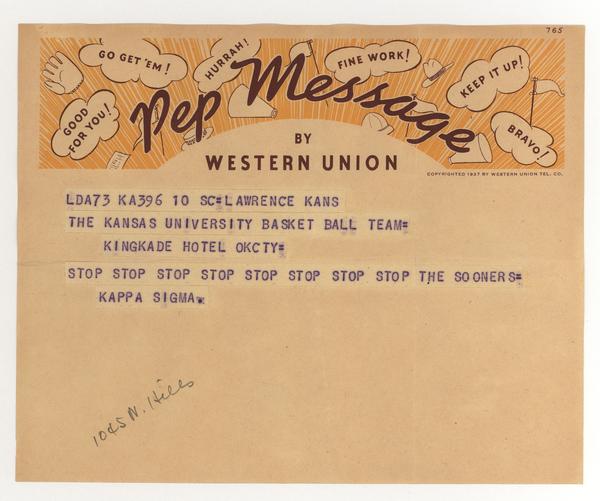 765
GO GET 'EM!
HURRAH!
FINE WORK!
KEEP IT UP!
GOOD FOR YOU!
BRAVO!
Pep Message
BY
WESTERN UNION
COPYRIGHTED 1937 BY WESTERN UNION TEL. CO.
LDA73 KA396 10 SC=LAWRENCE KANS
THE KANSAS UNIVERSITY BASKET BALL TEAM=
KINGKADE HOTEL OKCTY=
STOP STOP STOP STOP STOP STOP STOP STOP THE SOONERS=
KAPPA SIGMA.
N. Hills